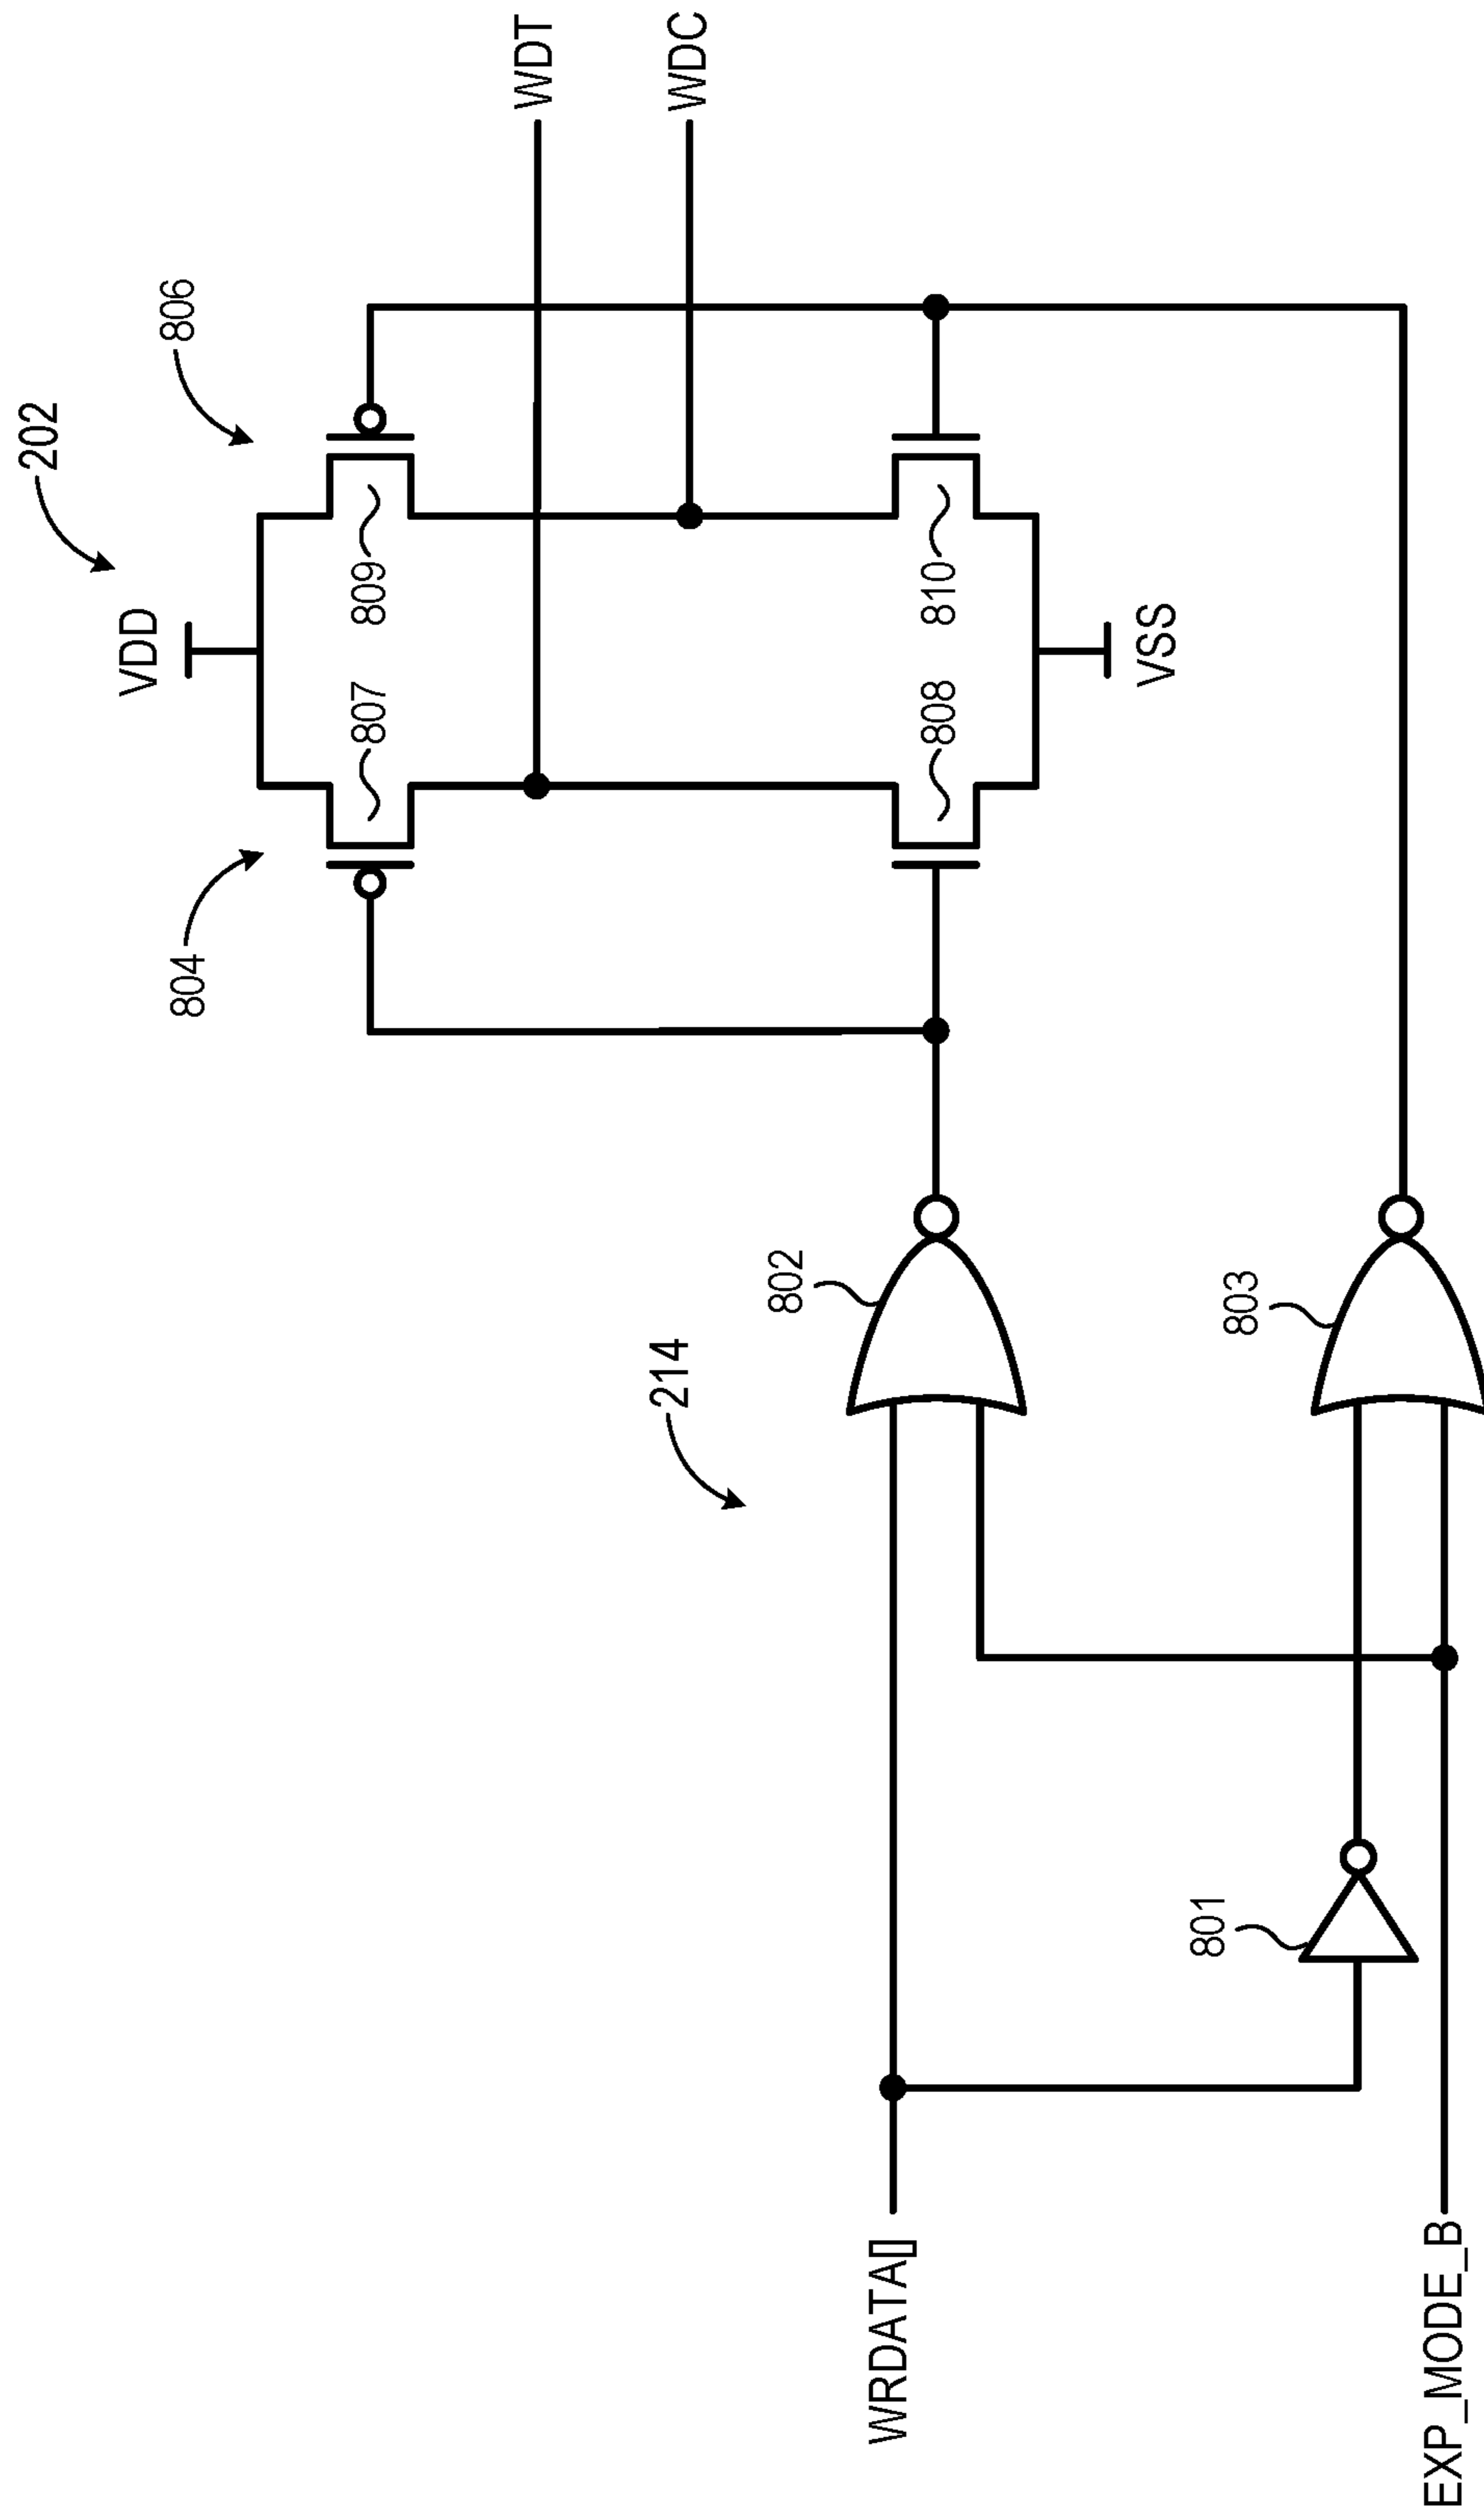 202
806
WDT
VDD
WDC
804
807
809
808
810
VSS
214
802
803
801
WRDATA[]
EXP_MODE_B